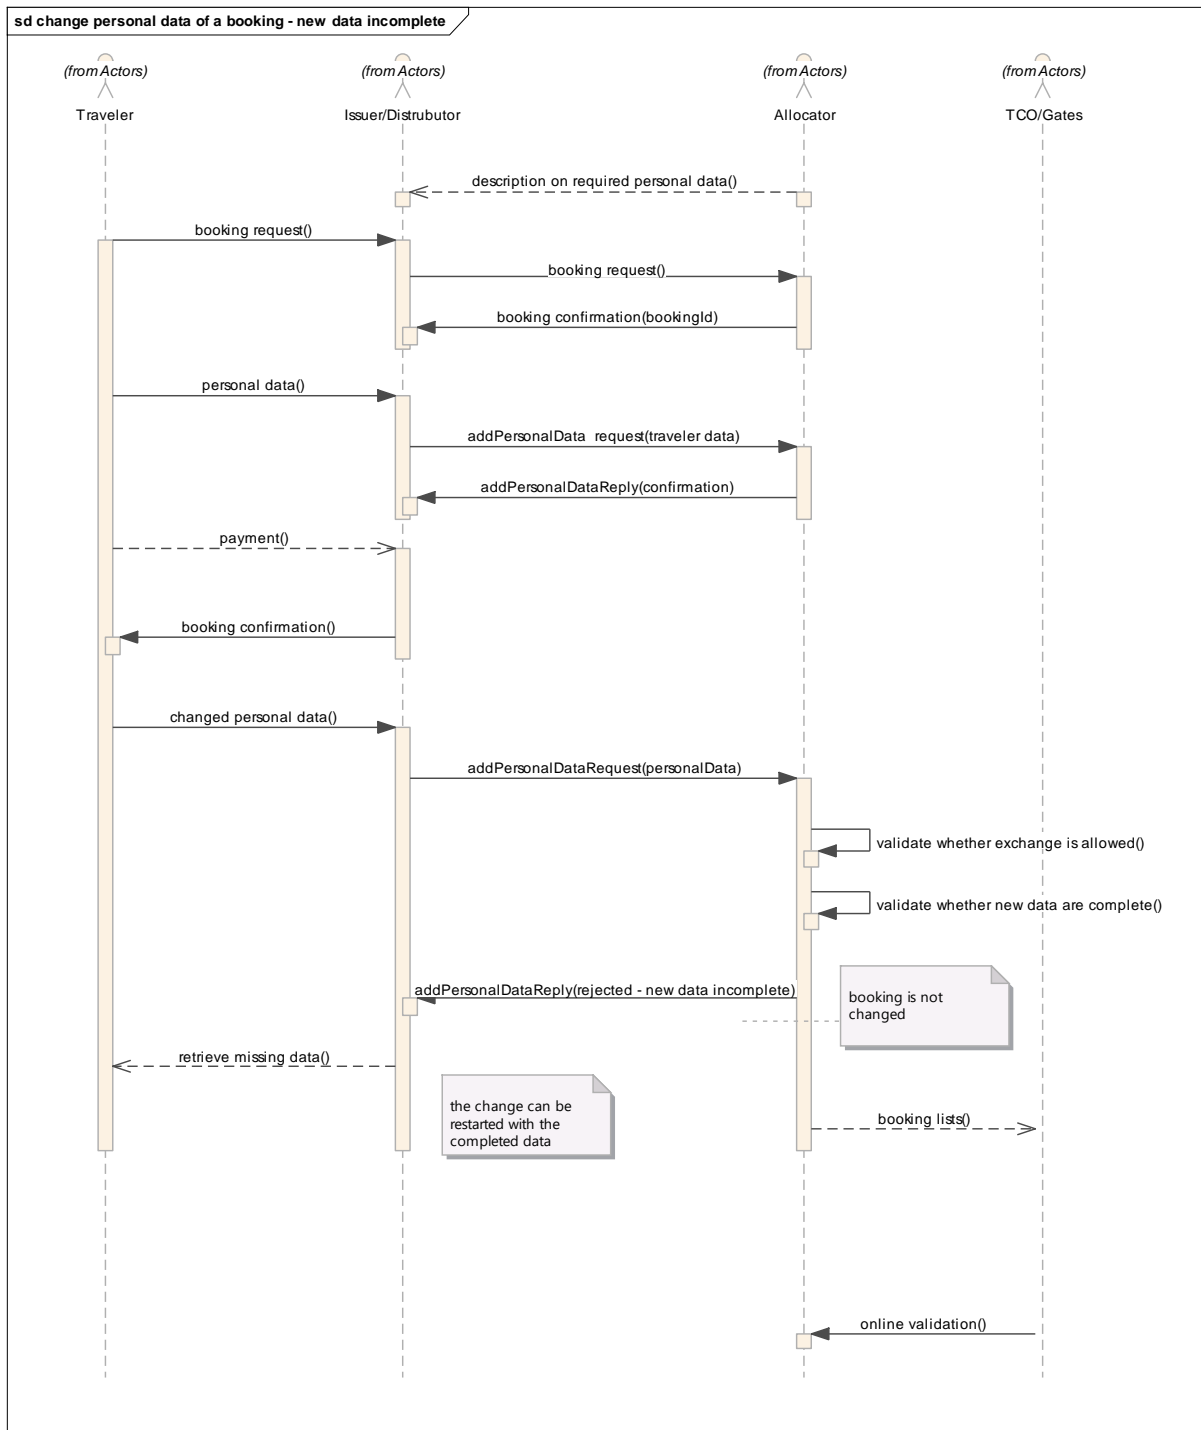 sd change personal data of a booking - new data incomplete
(from Actors)
(from Actors)
(from Actors)
(from Actors)
Traveler
Issuer/Distrubutor
Allocator
TCO/Gates
description on required personal data()
booking request()
booking request()
booking confirmation(bookingId)
personal data()
addPersonalData request(traveler data)
addPersonalDataReply(confirmation)
payment()
booking confirmation()
changed personal data()
addPersonalDataRequest(personalData)
validate whether exchange is allowed()
validate whether new data are complete()
addPersonalDataReply(rejected - new data incomplete)
booking is not
changed
retrieve missing data()
the change can be
restarted with the
completed data
booking lists()
online validation()